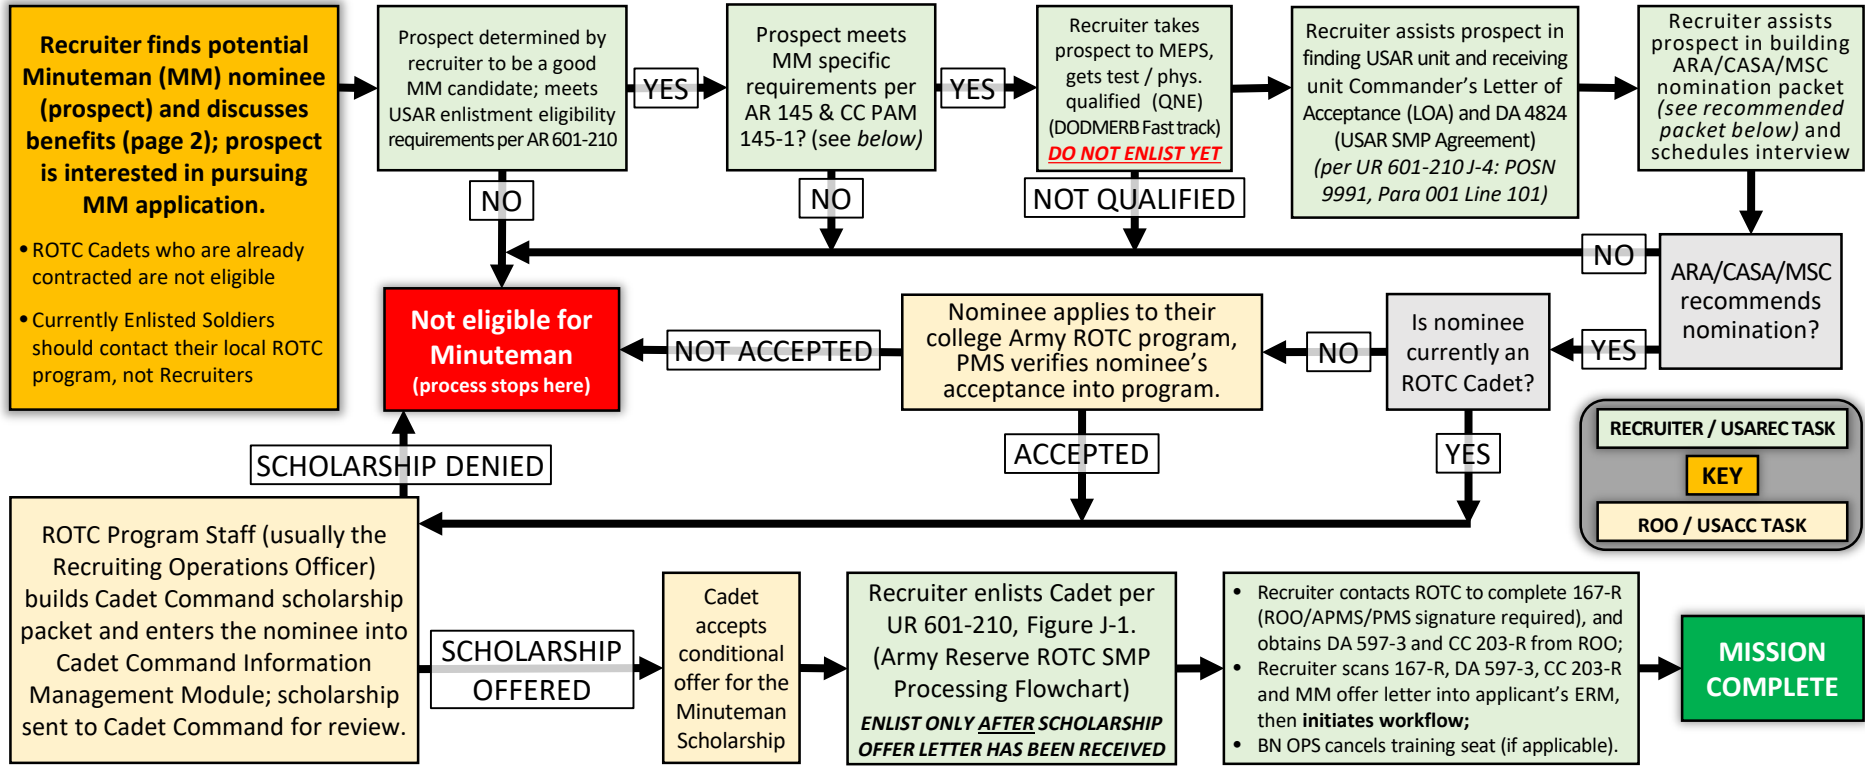 Recruiter finds potential
Minuteman (MM) nominee
(prospect) and discusses
benefits (page 2); prospect
is interested in pursuing
MM application.
• ROTC Cadets who are already
contracted are not eligible
• Currently Enlisted Soldiers
should contact their local ROTC
program, not Recruiters
Prospect determined by
recruiter to be a good
MM candidate; meets
USAR enlistment eligibility
requirements per AR 601-210
YES
NO
Prospect meets
MM specific
requirements per
AR 145 & CC PAM
145-1? (see below)
YES
NO
Recruiter takes
prospect to MEPS,
gets test / phys.
qualified (QNE)
(DODMERB Fast track)
DO NOT ENLIST YET
NOT QUALIFIED
Recruiter assists prospect in
finding USAR unit and receiving
unit Commander's Letter of
Acceptance (LOA) and DA 4824
(USAR SMP Agreement)
(per UR 601-210 J-4: POSN
9991, Para 001 Line 101)
Recruiter assists
prospect in building
ARA/CASA/MSC
nomination packet
(see recommended
packet below) and
schedules interview
NO
ARA/CASA/MSC
recommends
nomination?
YES
Is nominee
currently an
ROTC Cadet?
NO
YES
Nominee applies to their
college Army ROTC program,
PMS verifies nominee's
acceptance into program.
NOT ACCEPTED
ACCEPTED
Not eligible for
Minuteman
(process stops here)
RECRUITER / USAREC TASK
KEY
ROO / USACC TASK
SCHOLARSHIP DENIED
ROTC Program Staff (usually the
Recruiting Operations Officer)
builds Cadet Command scholarship
packet and enters the nominee into
Cadet Command Information
Management Module; scholarship
sent to Cadet Command for review.
SCHOLARSHIP
OFFERED
Cadet
accepts
conditional
offer for the
Minuteman
Scholarship
Recruiter enlists Cadet per
UR 601-210, Figure J-1.
(Army Reserve ROTC SMP
Processing Flowchart)
ENLIST ONLY AFTER SCHOLARSHIP
OFFER LETTER HAS BEEN RECEIVED
• Recruiter contacts ROTC to complete 167-R
(ROO/APMS/PMS signature required), and
obtains DA 597-3 and CC 203-R from ROO;
• Recruiter scans 167-R, DA 597-3, CC 203-R
and MM offer letter into applicant's ERM,
then initiates workflow;
• BN OPS cancels training seat (if applicable).
MISSION
COMPLETE